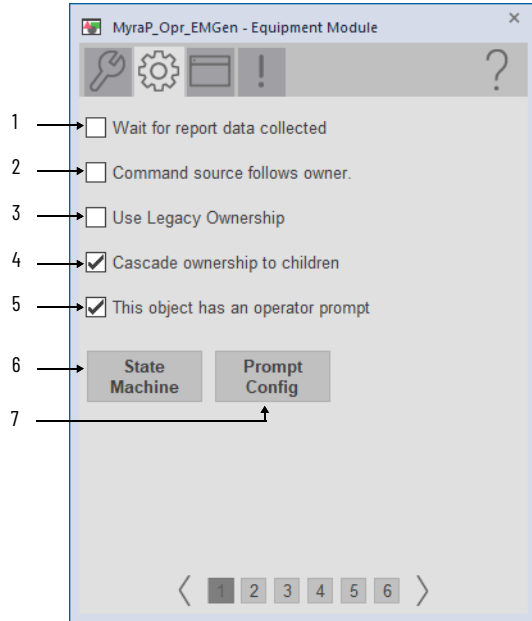 MyraP_Opr_EMGen - Equipment Module
×
!
?
1 Wait for report data collected
2 Command source follows owner.
3 Use Legacy Ownership
4 Cascade ownership to children
5 This object has an operator prompt
6 State Machine
Prompt Config
7
1 2 3 4 5 6